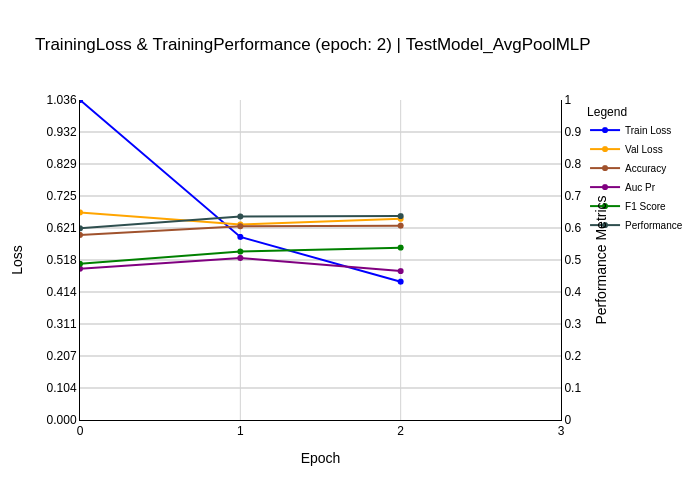 TrainingLoss & TrainingPerformance (epoch: 2) | TestModel_AvgPoolMLP
Loss
1.036
0.932
0.829
0.725
0.621
0.518
0.414
0.311
0.207
0.104
0.000
0
1
2
3
Epoch
1
0.9
0.8
0.7
0.6
0.5
0.4
0.3
0.2
0.1
0
Performance Metrics
Legend
Train Loss
Val Loss
Accuracy
Auc Pr
F1 Score
Performance